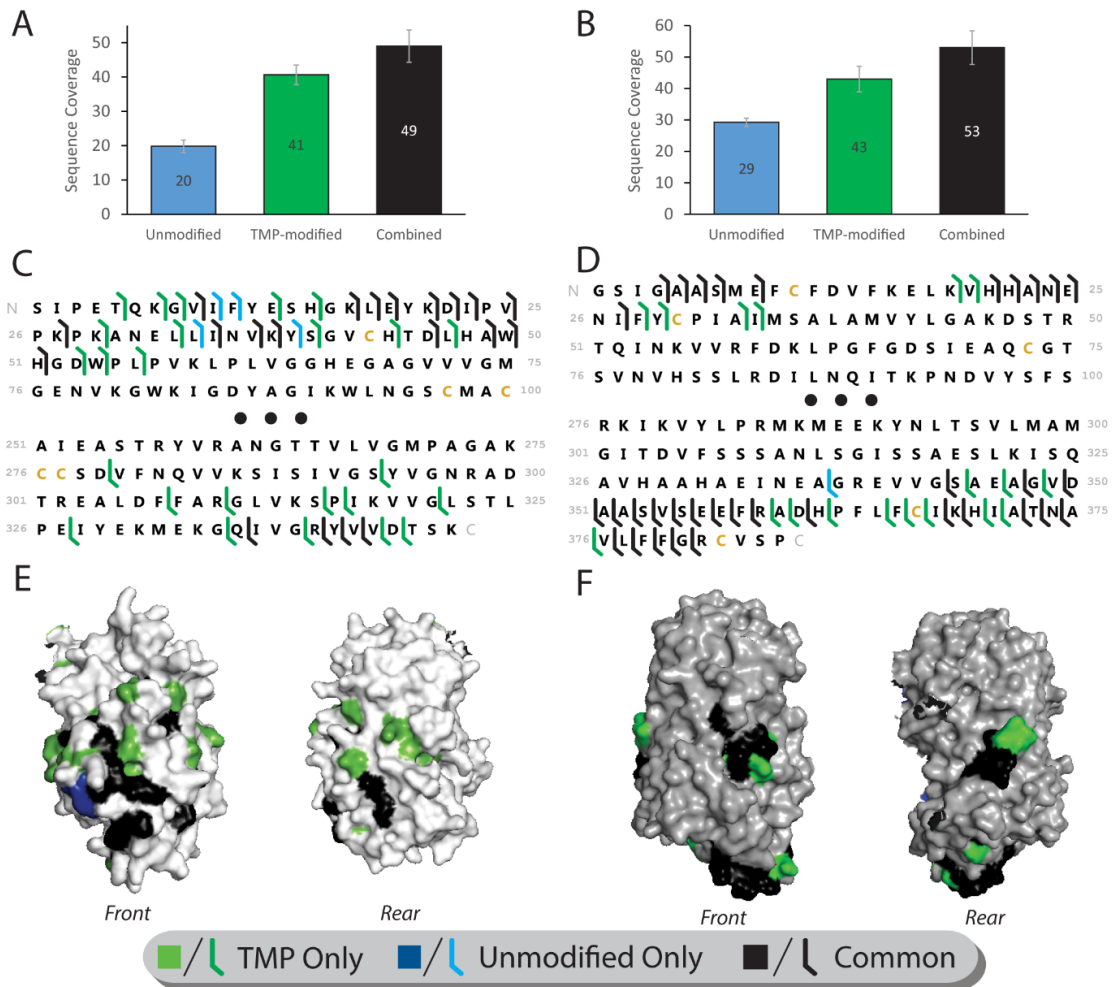 A
Sequence Coverage
50
40
30
20
10
0
20
41
49
Unmodified TMP-modified Combined
B
Sequence Coverage
60
50
40
30
20
10
0
29
43
53
Unmodified TMP-modified Combined
C
N S I P E T Q K G V I F Y E S H G K L E Y K D I P V 25
26 P K P K A N E L L I N V K Y S G V C H T D L H A W 50
51 H G D W P L P V K L P L V G G H E G A G V V V G M 75
76 G E N V K G W K I G D Y A G I K W L N G S C M A C 100
251 A I E A S T R Y V R A N G T T V L V G M P A G A K 275
276 C C S D V F N Q V V K S I S I V G S Y V G N R A D 300
301 T R E A L D F F A R G L V K S P I K V V G L S T L 325
326 P E I Y E K M E K G Q I V G R Y V V D T S K C
D
N G S I G A A S M E F C F D V F K E L K V H H A N E 25
26 N I F Y C P I A I M S A L A M V Y L G A K D S T R 50
51 T Q I N K V V R F D K L P G F G D S I E A Q C G T 75
76 S V N V H S S L R D I L N Q I T K P N D V Y S F S 100
276 R K I K V Y L P R M K M E E K Y N L T S V L M A M 300
301 G I T D V F S S S A N L S G I S S A E S L K I S Q 325
326 A V H A A H A E I N E A G R E V V G S A E A G V D 350
351 A A S V S E E F R A D H P F L F C I K H I A T N A 375
376 V L F F G R C V S P C
E
Front Rear
F
Front Rear
/ TMP Only / Unmodified Only / Common